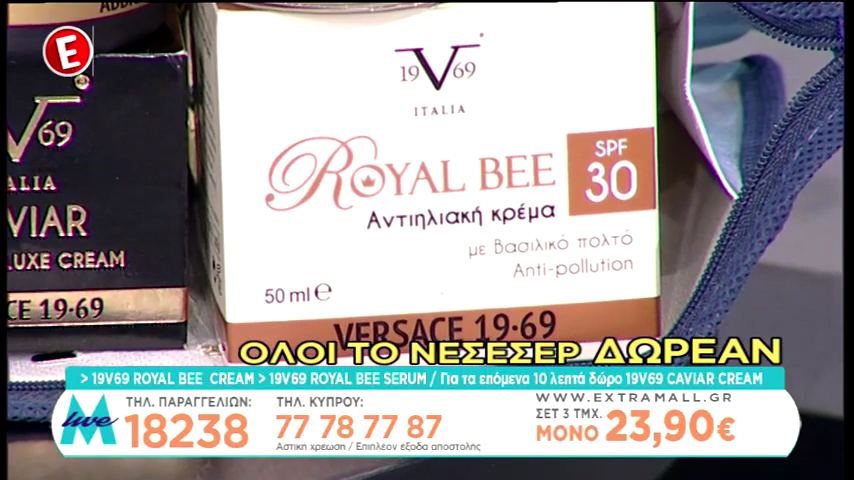 E
V
19 69
ITALIA
ROYAL BEE
SPF
30
Αντιηλιακή κρέμα
με βασιλικό πολτό
Anti-pollution
50 ml e
VERSACE 19·69
V69
ALIA
VIAR
LUXE CREAM
CE 19·69
ΟΛΟΙ ΤΟ ΝΕΣΕΣΕΡ ΔΩΡΕΑΝ
> 19V69 ROYAL BEE CREAM > 19V69 ROYAL BEE SERUM / Για τα επόμενα 10 λεπτά δώρο 19V69 CAVIAR CREAM
M live
ΤΗΛ. ΠΑΡΑΓΓΕΛΙΩΝ:
18238
ΤΗΛ. ΚΥΠΡΟΥ:
77 78 77 87
Αστική χρέωση / Επιπλέον έξοδα αποστολής
WWW.EXTRAMALL.GR
ΣΕΤ 3 ΤΜΧ.
ΜΟΝΟ 23,90€